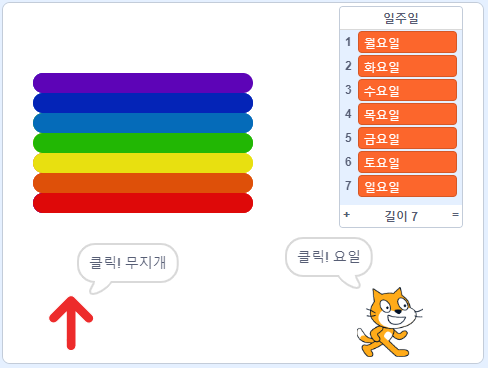 일주일
1 월요일
2 화요일
3 수요일
4 목요일
5 금요일
6 토요일
7 일요일
+ 길이 7 =
클릭! 무지개
클릭! 요일